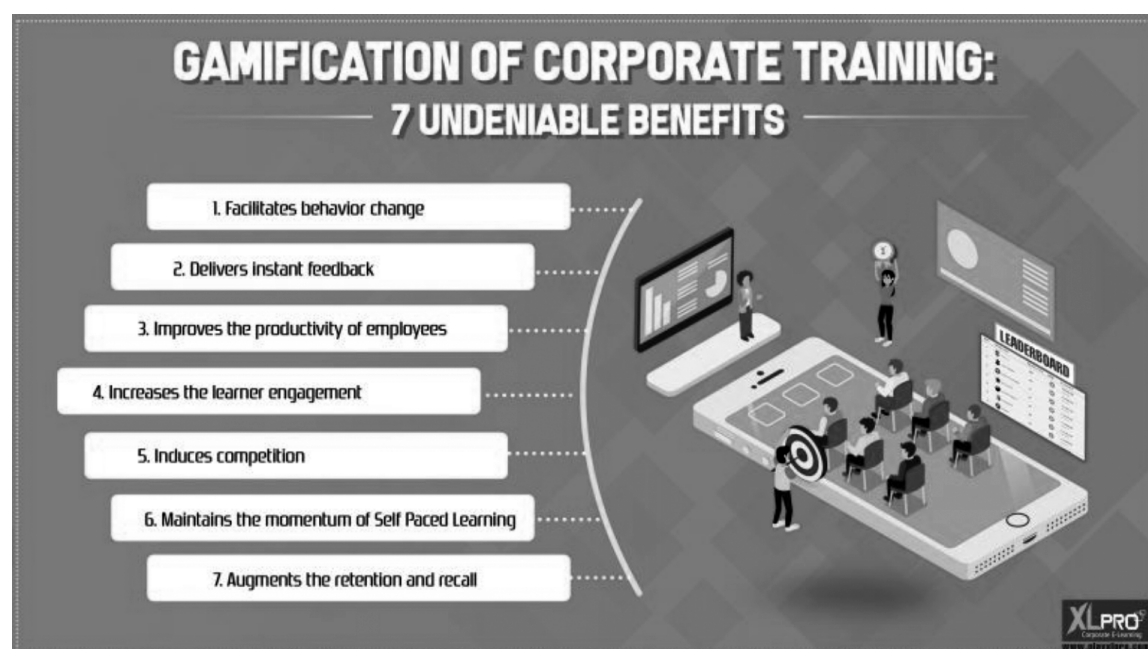 GAMIFICATION OF CORPORATE TRAINING:
7 UNDENIABLE BENEFITS
1. Facilitates behavior change
2. Delivers instant feedback
3. Improves the productivity of employees
4. Increases the learner engagement
5. Induces competition
6. Maintains the momentum of Self Paced Learning
7. Augments the retention and recall
LEADERBOARD
XLPRO
Corporate E-Learning